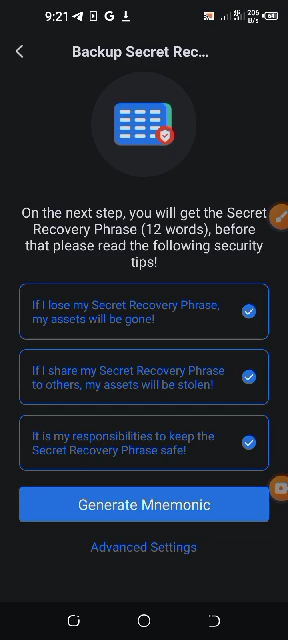 9:21
206
B/s
68
Backup Secret Rec...
On the next step, you will get the Secret
Recovery Phrase (12 words), before
that please read the following security
tips!
If I lose my Secret Recovery Phrase,
my assets will be gone!
If I share my Secret Recovery Phrase
to others, my assets will be stolen!
It is my responsibilities to keep the
Secret Recovery Phrase safe!
Generate Mnemonic
Advanced Settings